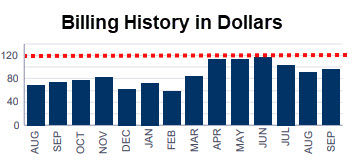 Billing History in Dollars
120
80
40
0
AUG SEP OCT NOV DEC JAN FEB MAR APR MAY JUN JUL AUG SEP